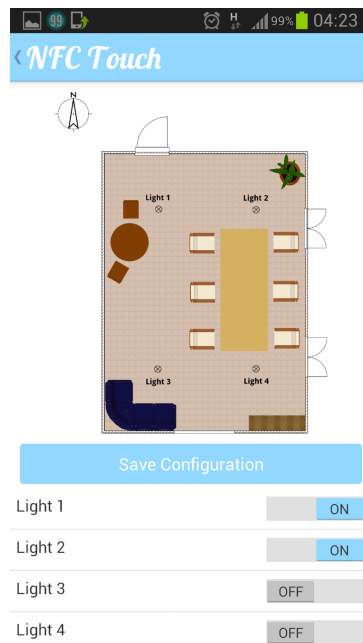 99 H 99% 04:23
NFC Touch
N
Light 1 Light 2
Light 3 Light 4
Save Configuration
Light 1 ON
Light 2 ON
Light 3 OFF
Light 4 OFF